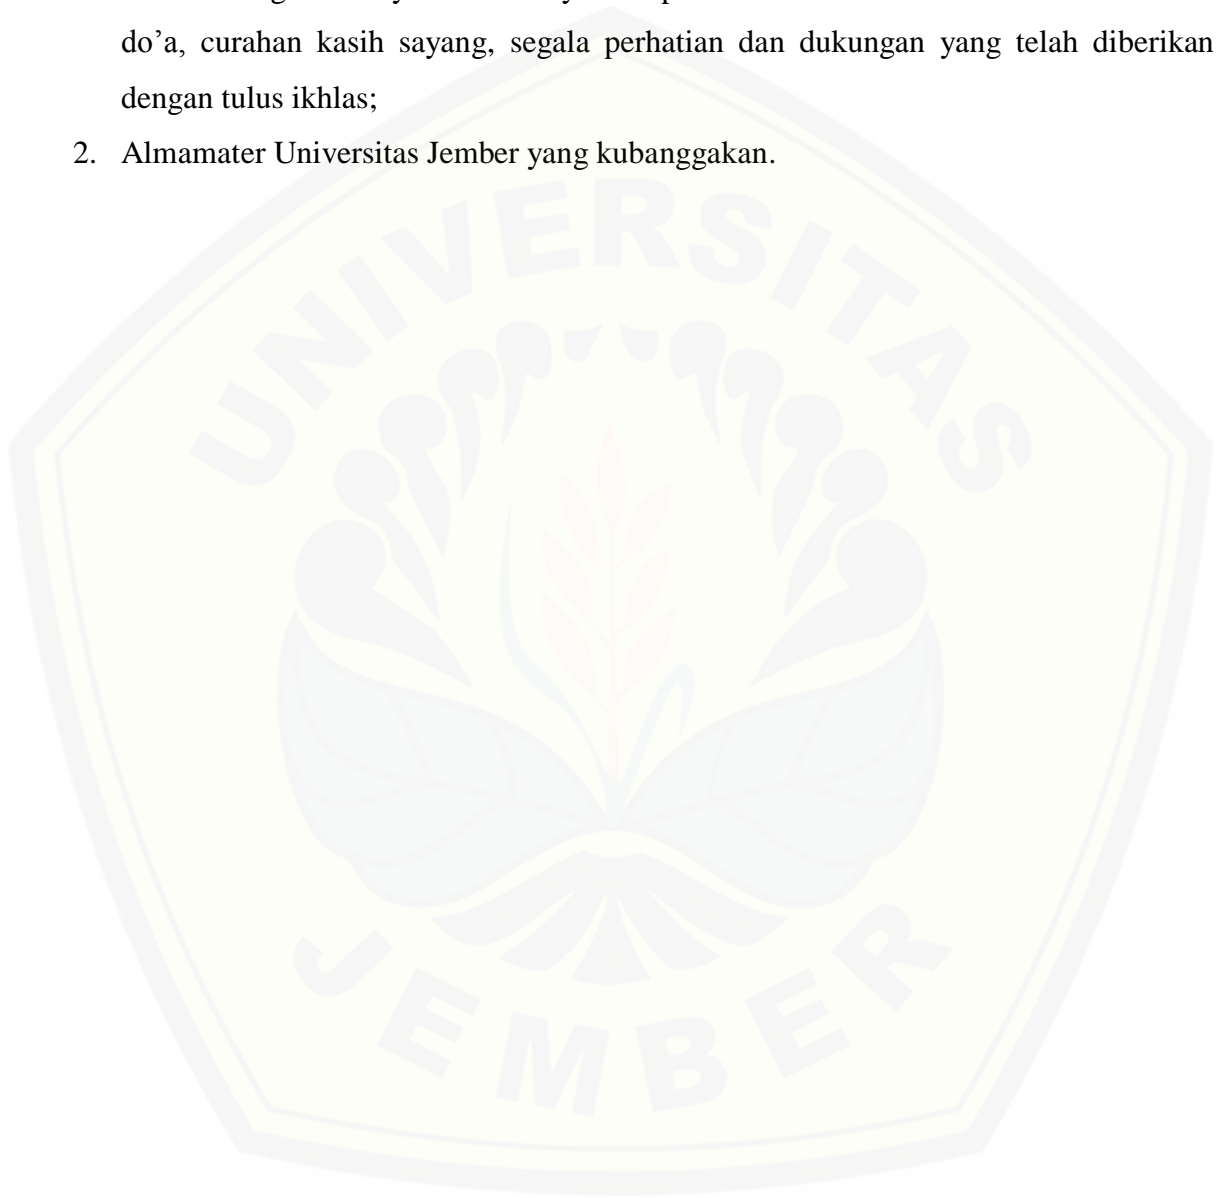 do’a, curahan kasih sayang, segala perhatian dan dukungan yang telah diberikan
dengan tulus ikhlas;
2. Almamater Universitas Jember yang kubanggakan.
UNIVERSITAS
JEMBER